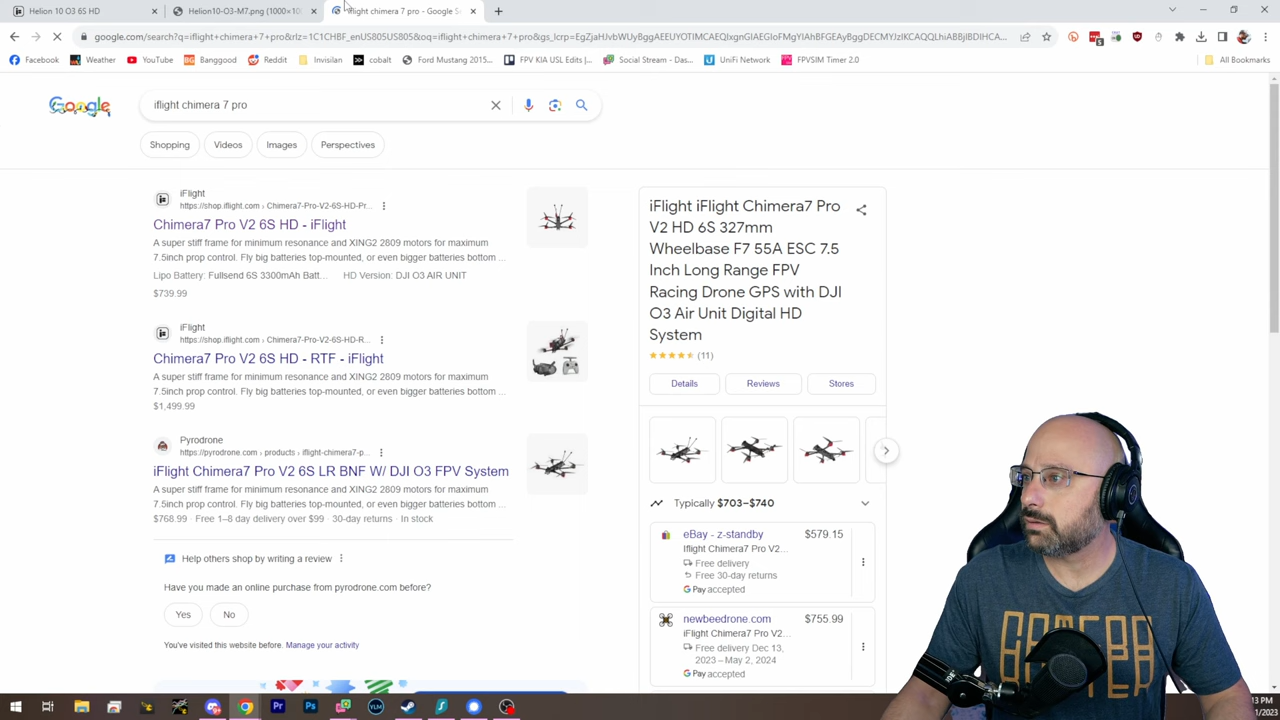 Helion 10 O3 6S HD
Helion10-O3-M7.png (1000×10
iflight chimera 7 pro - Google Se
google.com/search?q=iflight+chimera+7+pro&rlz=1C1CHBF_enUS805US805&oq=iflight+chimera+7+pro&gs_lcrp=
Facebook
Weather
YouTube
Banggood
Reddit
Invisilan
cobalt
Ford Mustang 2015...
FPV KIA USL Edits |...
Social Stream - Das...
UniFi Network
FPVSIM Timer 2.0
All Bookmarks
Google
iflight chimera 7 pro
Shopping
Videos
Images
Perspectives
iFlight
https://shop.iflight.com › Chimera7-Pro-V2-6S-HD-Pr...
Chimera7 Pro V2 6S HD - iFlight
A super stiff frame for minimum resonance and XING2 2809 motors for maximum
7.5inch prop control. Fly big batteries top-mounted, or even bigger batteries bottom ...
Lipo Battery: Fullsend 6S 3300mAh Batt... HD Version: DJI O3 AIR UNIT
$739.99
iFlight
https://shop.iflight.com › Chimera7-Pro-V2-6S-HD-R...
Chimera7 Pro V2 6S HD - RTF - iFlight
A super stiff frame for minimum resonance and XING2 2809 motors for maximum
7.5inch prop control. Fly big batteries top-mounted, or even bigger batteries bottom ...
$1,499.99
Pyrodrone
https://pyrodrone.com › products › iflight-chimera7-p...
iFlight Chimera7 Pro V2 6S LR BNF W/ DJI O3 FPV System
A super stiff frame for minimum resonance and XING2 2809 motors for maximum
7.5inch prop control. Fly big batteries top-mounted, or even bigger batteries bottom ...
$768.99 · Free 1–8 day delivery over $99 · 30-day returns · In stock
Help others shop by writing a review
Have you made an online purchase from pyrodrone.com before?
Yes
No
You've visited this website before. Manage your activity
iFlight iFlight Chimera7 Pro
V2 HD 6S 327mm
Wheelbase F7 55A ESC 7.5
Inch Long Range FPV
Racing Drone GPS with DJI
O3 Air Unit Digital HD
System
(11)
Details
Reviews
Stores
Typically $703–$740
eBay - z-standby
$579.15
Iflight Chimera7 Pro V2...
Free delivery
Free 30-day returns
G Pay accepted
newbeedrone.com
$755.99
iFlight Chimera7 Pro V2...
Free delivery Dec 13,
2023 – May 2, 2024
G Pay accepted
Pr
Ps
YLM
:13 PM
1/2023